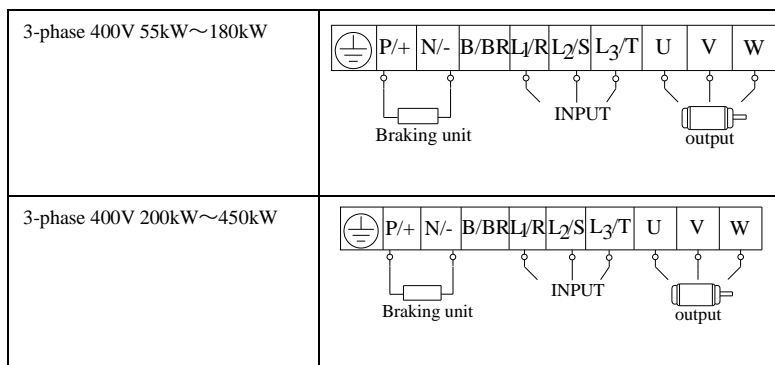 3-phase 400V 55kW～180kW
P/+ N/- B/BR L1/R L2/S L3/T U V W
INPUT
Braking unit
output
3-phase 400V 200kW～450kW
P/+ N/- B/BR L1/R L2/S L3/T U V W
INPUT
Braking unit
output